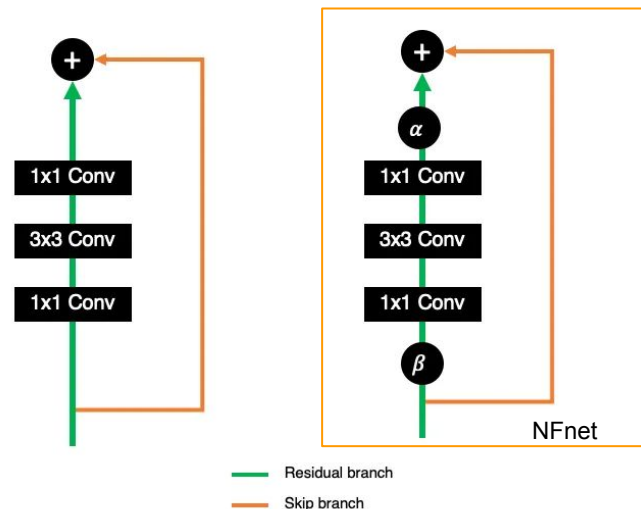 +
1x1 Conv
3x3 Conv
1x1 Conv
+
α
1x1 Conv
3x3 Conv
1x1 Conv
β
NFnet
Residual branch
Skip branch